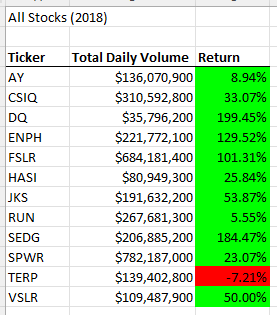 All Stocks (2018)
Ticker Total Daily Volume Return
AY $136,070,900 8.94%
CSIQ $310,592,800 33.07%
DQ $35,796,200 199.45%
ENPH $221,772,100 129.52%
FSLR $684,181,400 101.31%
HASI $80,949,300 25.84%
JKS $191,632,200 53.87%
RUN $267,681,300 5.55%
SEDG $206,885,200 184.47%
SPWR $782,187,000 23.07%
TERP $139,402,800 -7.21%
VSLR $109,487,900 50.00%